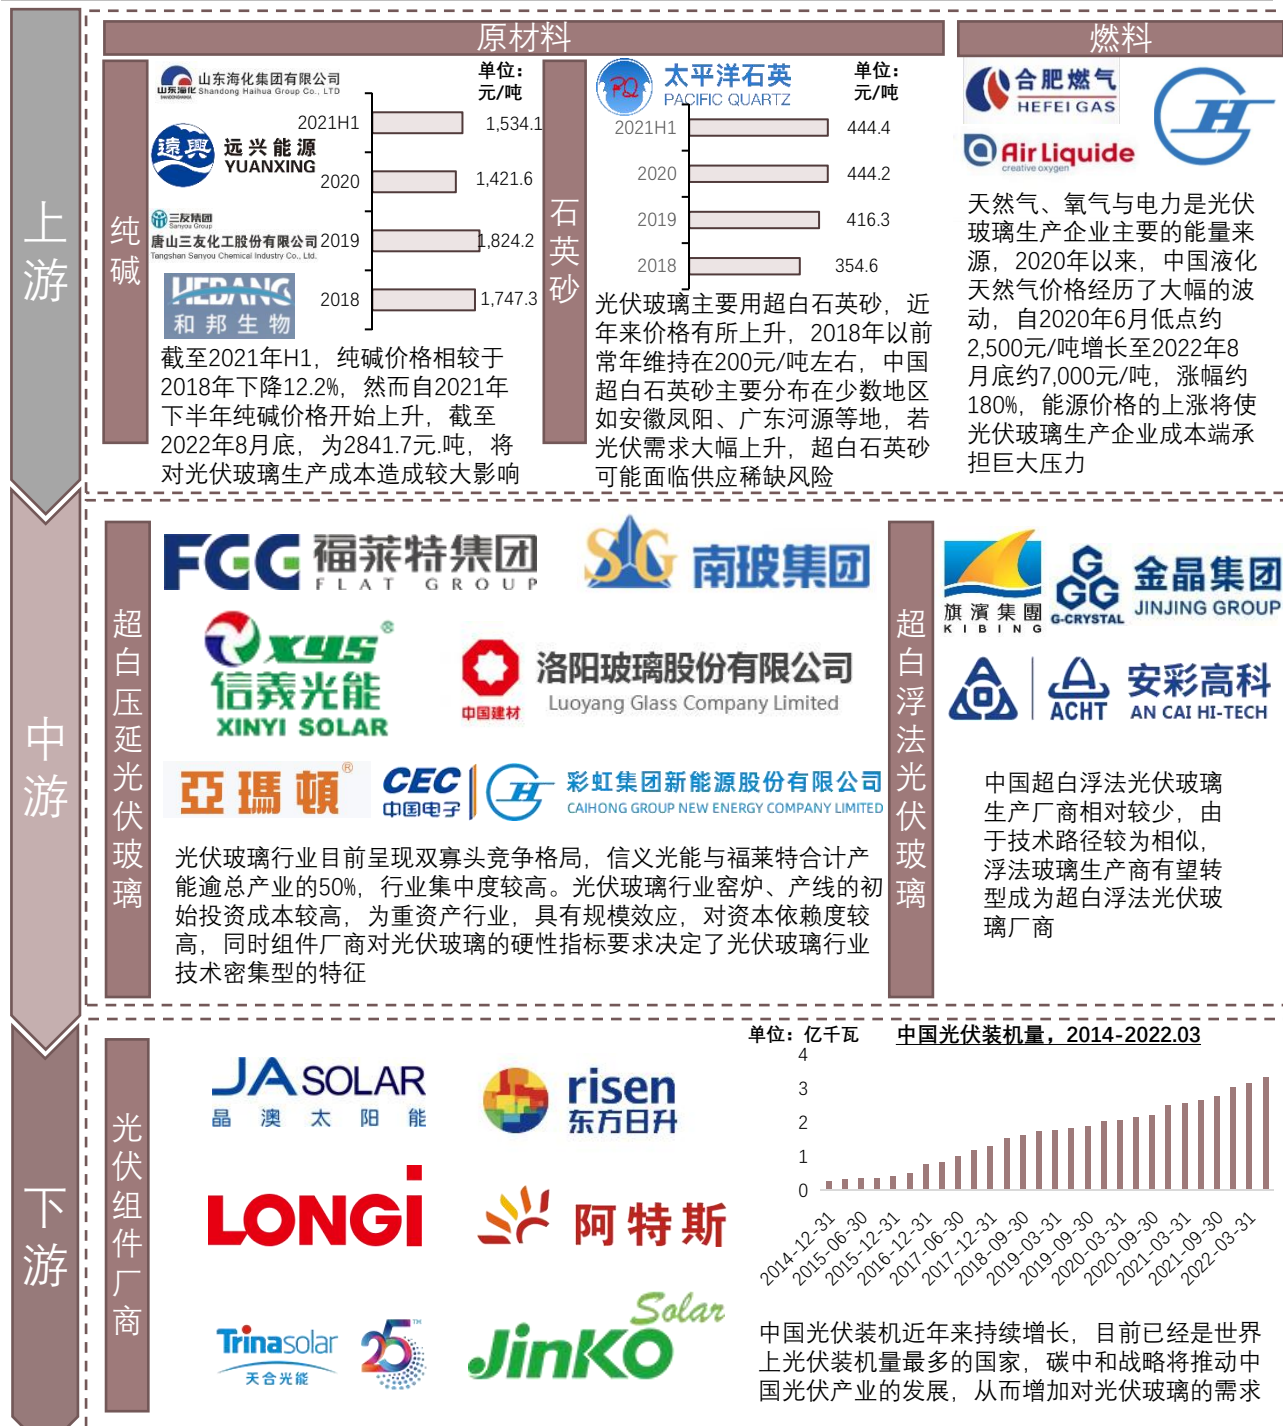 上游
原材料
纯碱
山东海化
山东海化集团有限公司
Shandong Haihua Group Co., LTD
遠興
远兴能源
YUANXING
三友集团
Sanyou Group
唐山三友化工股份有限公司
Tangshan Sanyou Chemical Industry Co., Ltd.
HEBANG
和邦生物
单位：
元/吨
2021H1 1,534.1
2020 1,421.6
2019 1,824.2
2018 1,747.3
截至2021年H1，纯碱价格相较于
2018年下降12.2%，然而自2021年
下半年纯碱价格开始上升，截至
2022年8月底，为2841.7元.吨，将
对光伏玻璃生产成本造成较大影响
石英砂
PQ
太平洋石英
PACIFIC QUARTZ
单位：
元/吨
2021H1 444.4
2020 444.2
2019 416.3
2018 354.6
光伏玻璃主要用超白石英砂，近
年来价格有所上升，2018年以前
常年维持在200元/吨左右，中国
超白石英砂主要分布在少数地区
如安徽凤阳、广东河源等地，若
光伏需求大幅上升，超白石英砂
可能面临供应稀缺风险
燃料
合肥燃气
HEFEI GAS
Air Liquide
creative oxygen
天然气、氧气与电力是光伏
玻璃生产企业主要的能量来
源，2020年以来，中国液化
天然气价格经历了大幅的波
动，自2020年6月低点约
2,500元/吨增长至2022年8
月底约7,000元/吨，涨幅约
180%，能源价格的上涨将使
光伏玻璃生产企业成本端承
担巨大压力
中游
超白压延光伏玻璃
FGG 福莱特集团
FLAT GROUP
SG 南玻集团
xys®
信義光能
XINYI SOLAR
中国建材
洛阳玻璃股份有限公司
Luoyang Glass Company Limited
亞瑪頓®
CEC
中国电子
彩虹集团新能源股份有限公司
CAIHONG GROUP NEW ENERGY COMPANY LIMITED
光伏玻璃行业目前呈现双寡头竞争格局，信义光能与福莱特合计产
能逾总产业的50%，行业集中度较高。光伏玻璃行业窑炉、产线的初
始投资成本较高，为重资产行业，具有规模效应，对资本依赖度较
高，同时组件厂商对光伏玻璃的硬性指标要求决定了光伏玻璃行业
技术密集型的特征
超白浮法光伏玻璃
旗濱集團
KIBING
G GG
G-CRYSTAL
金晶集团
JINJING GROUP
ACHT
安彩高科
AN CAI HI-TECH
中国超白浮法光伏玻璃
生产厂商相对较少，由
于技术路径较为相似，
浮法玻璃生产商有望转
型成为超白浮法光伏玻
璃厂商
下游
光伏组件厂商
JA SOLAR
晶澳太阳能
risen
东方日升
LONGi
阿特斯
Trinasolar
天合光能
25™
JinKO Solar
单位：亿千瓦
中国光伏装机量，2014-2022.03
4
3
2
1
0
2014-12-31
2015-06-30
2015-12-31
2016-12-31
2017-06-30
2017-12-31
2018-09-30
2019-03-31
2019-09-30
2020-03-31
2020-09-30
2021-03-31
2021-09-30
2022-03-31
中国光伏装机近年来持续增长，目前已经是世界
上光伏装机量最多的国家，碳中和战略将推动中
国光伏产业的发展，从而增加对光伏玻璃的需求